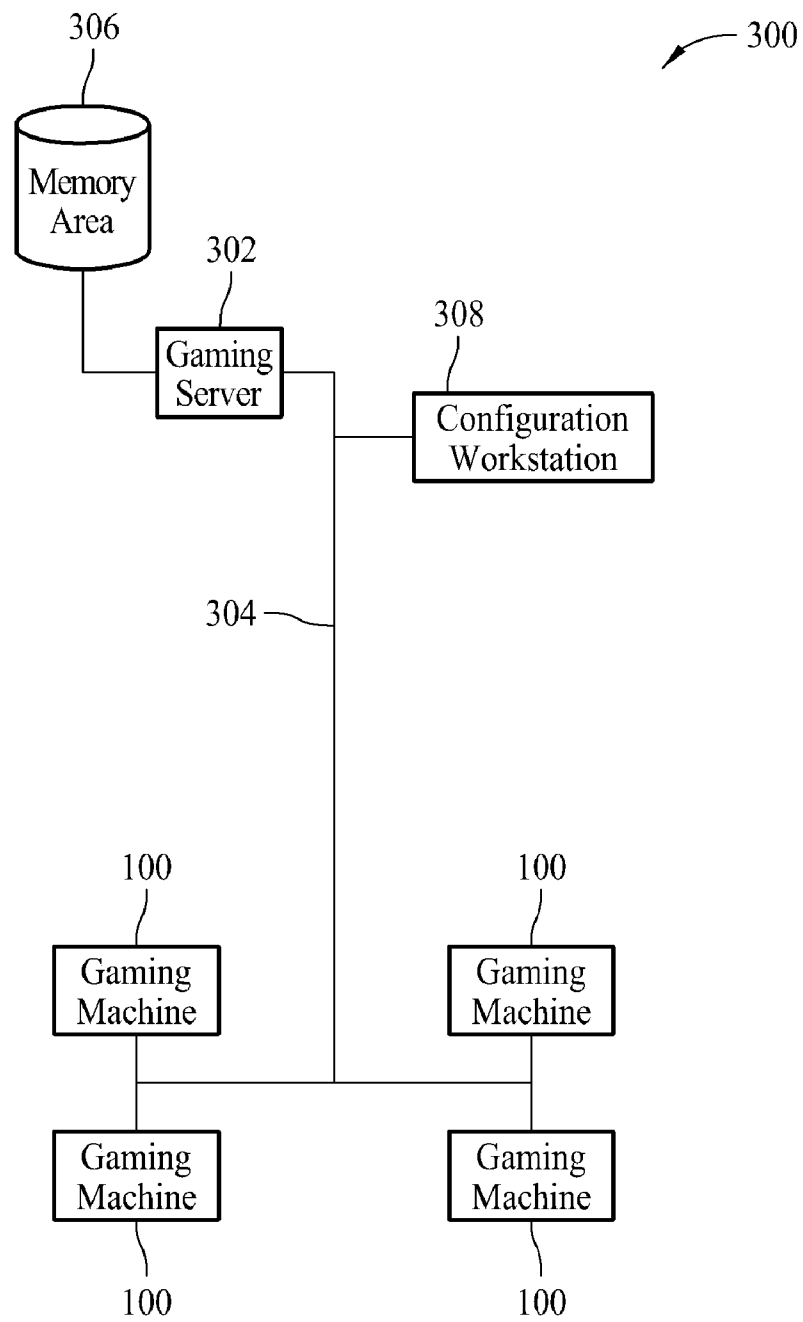 306
300
Memory
Area
302
Gaming
Server
308
Configuration
Workstation
304
100
100
Gaming
Machine
Gaming
Machine
Gaming
Machine
Gaming
Machine
100
100